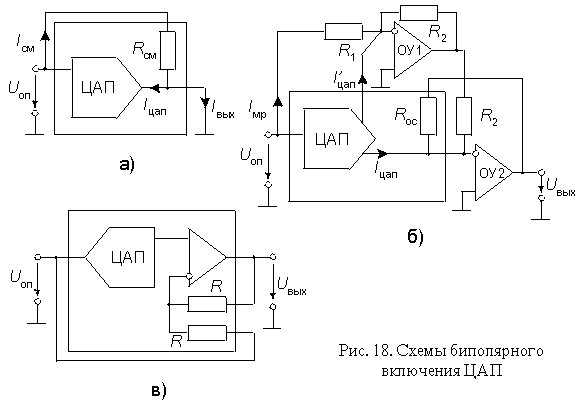 Iсм
Rсм
Uоп
ЦАП
Iцап
Iвых
а)
R2
R1
ОУ1
I′цап
Iмр
ЦАП
Rос
R2
Uоп
Iцап
ОУ2
Uвых
б)
ЦАП
Uоп
R
Uвых
R
в)
Рис. 18. Схемы биполярного
включения ЦАП